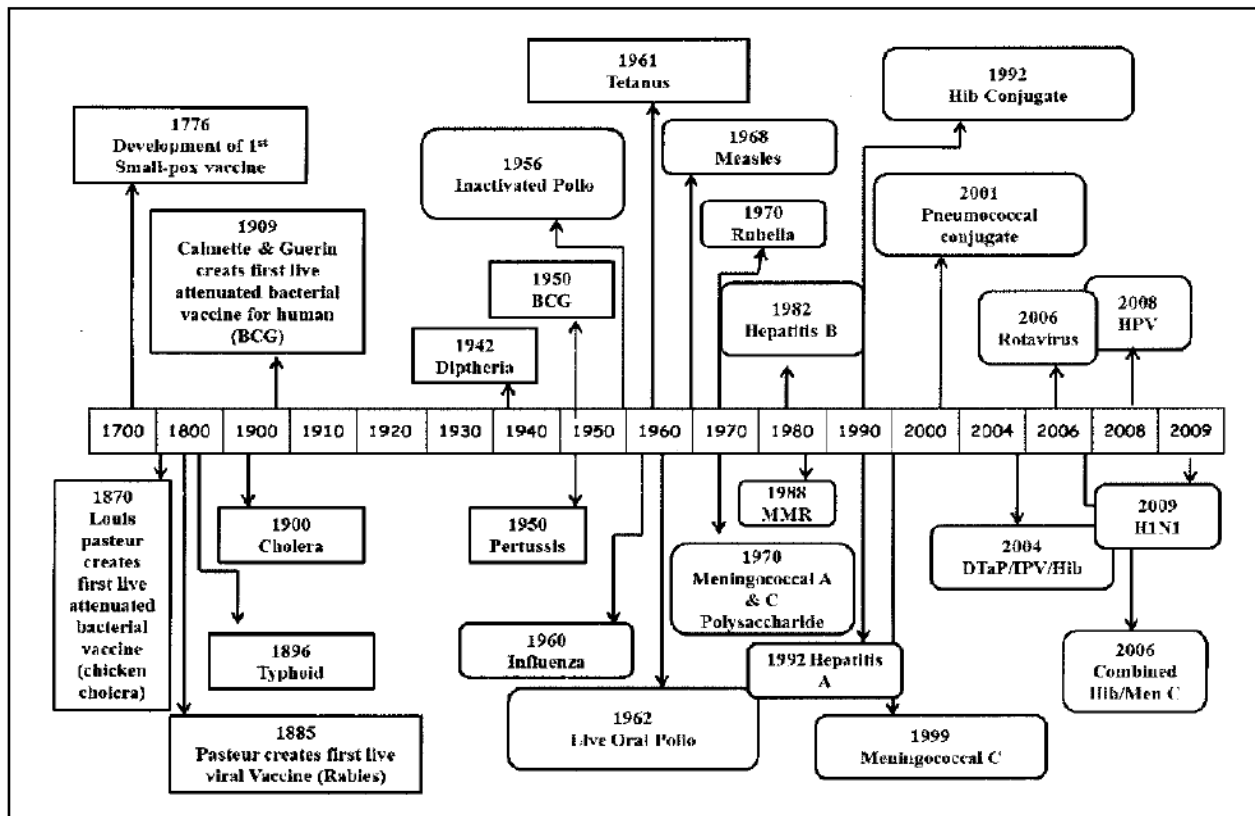 1961
Tetanus
1992
Hib Conjugate
1776
Development of 1st
Small-pox vaccine
1956
Inactivated Polio
1968
Measles
2001
Pneumococcal
conjugate
1909
Calmette & Guerin
creats first live
attenuated bacterial
vaccine for human
(BCG)
1970
Rubella
1950
BCG
1982
Hepatitis B
2006
Rotavirus
2008
HPV
1942
Diptheria
1700 1800 1900 1910 1920 1930 1940 1950 1960 1970 1980 1990 2000 2004 2006 2008 2009
1870
Louis
pasteur
creates
first live
attenuated
bacterial
vaccine
(chicken
cholera)
1900
Cholera
1950
Pertussis
1988
MMR
2009
H1N1
2004
DTaP/IPV/Hib
1970
Meningococcal A
& C
Polysaccharide
1896
Typhoid
1960
Influenza
1992 Hepatitis
A
2006
Combined
Hib/Men C
1885
Pasteur creates first live
viral Vaccine (Rabies)
1962
Live Oral Polio
1999
Meningococcal C